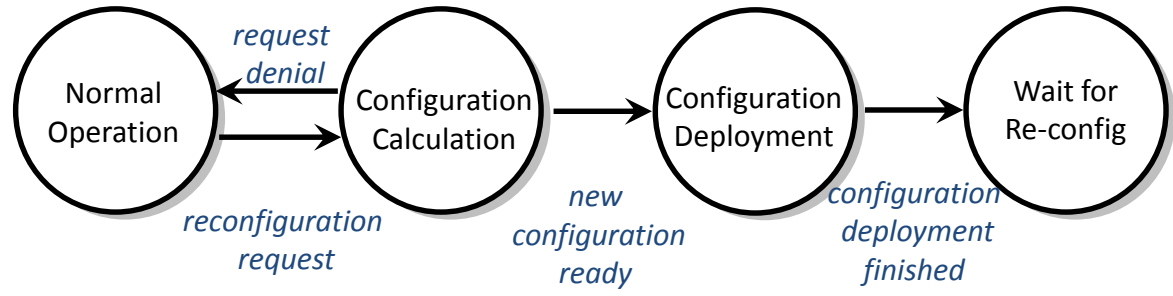 request
denial
Normal
Operation
Configuration
Calculation
Configuration
Deployment
Wait for
Re-config
reconfiguration
request
new
configuration
ready
configuration
deployment
finished